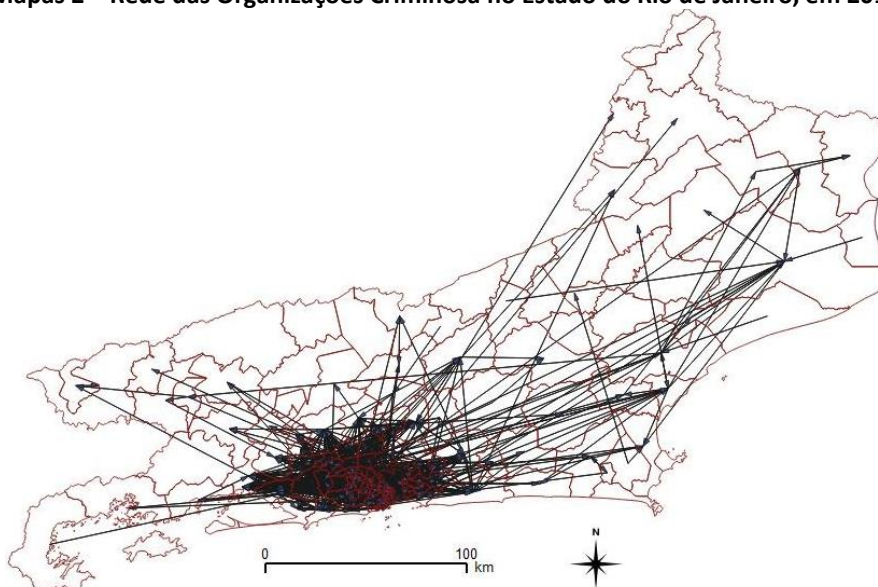 Mapas 2 – Rede das Organizações Criminosa no Estado do Rio de Janeiro, em
N
0 100
km